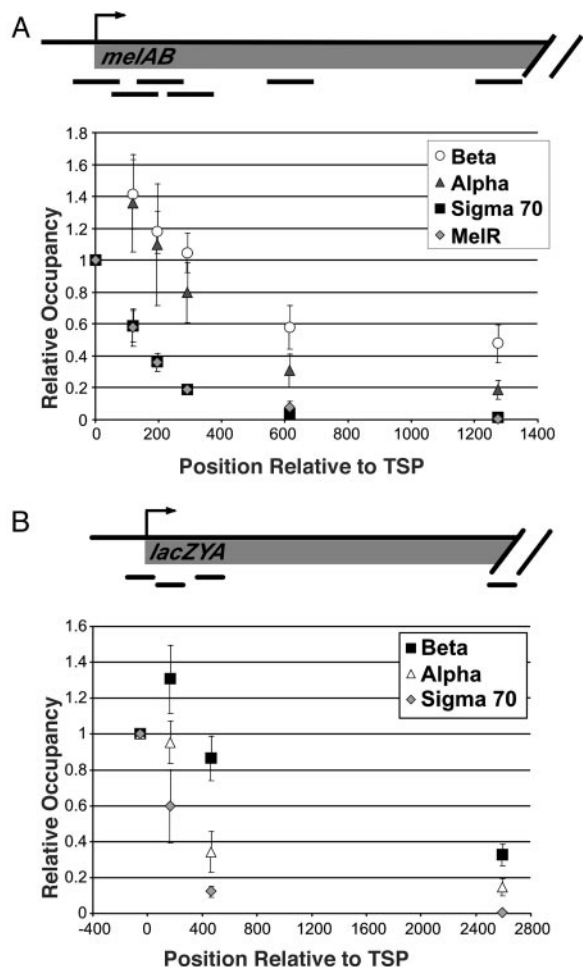 A
melAB
1.8
1.6
1.4
1.2
1
0.8
0.6
0.4
0.2
0
Relative Occupancy
Beta
Alpha
Sigma 70
MelR
0 200 400 600 800 1000 1200 1400
Position Relative to TSP
B
lacZYA
1.6
1.4
1.2
1
0.8
0.6
0.4
0.2
0
Relative Occupancy
Beta
Alpha
Sigma 70
-400 0 400 800 1200 1600 2000 2400 2800
Position Relative to TSP